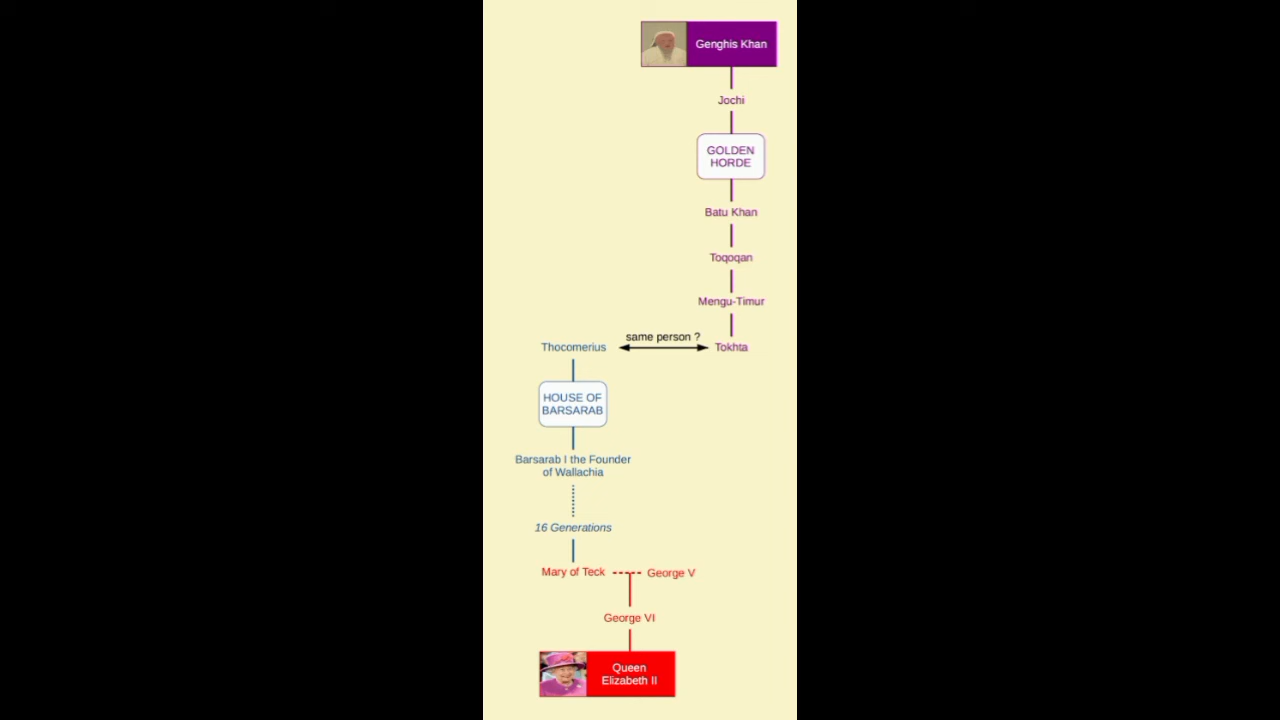 Genghis Khan
Jochi
GOLDEN
HORDE
Batu Khan
Toqoqan
Mengu-Timur
same person ?
Thocomerius
Tokhta
HOUSE OF
BARSARAB
Barsarab I the Founder
of Wallachia
16 Generations
Mary of Teck
George V
George VI
Queen
Elizabeth II